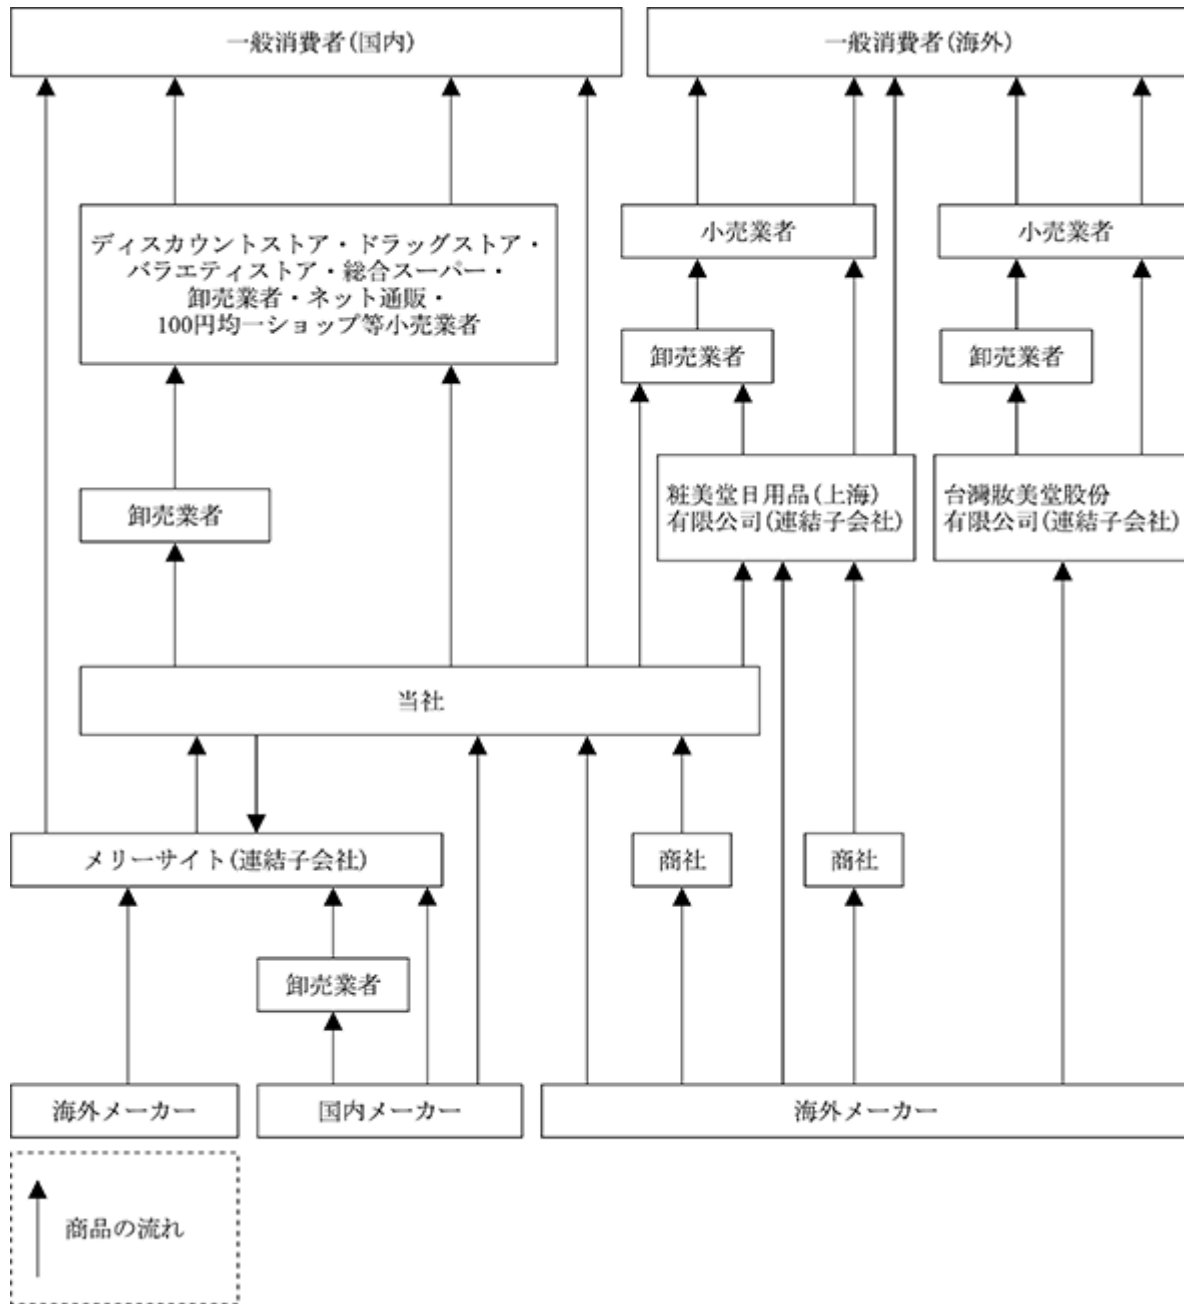 一般消費者(国内)
一般消費者(海外)
ディスカウントストア・ドラッグストア・
バラエティストア・総合スーパー・
卸売業者・ネット通販・
100円均一ショップ等小売業者
小売業者
小売業者
卸売業者
卸売業者
卸売業者
粧美堂日用品(上海)
有限公司(連結子会社)
台灣妝美堂股份
有限公司(連結子会社)
当社
メリーサイト(連結子会社)
商社
商社
卸売業者
海外メーカー
国内メーカー
海外メーカー
商品の流れ